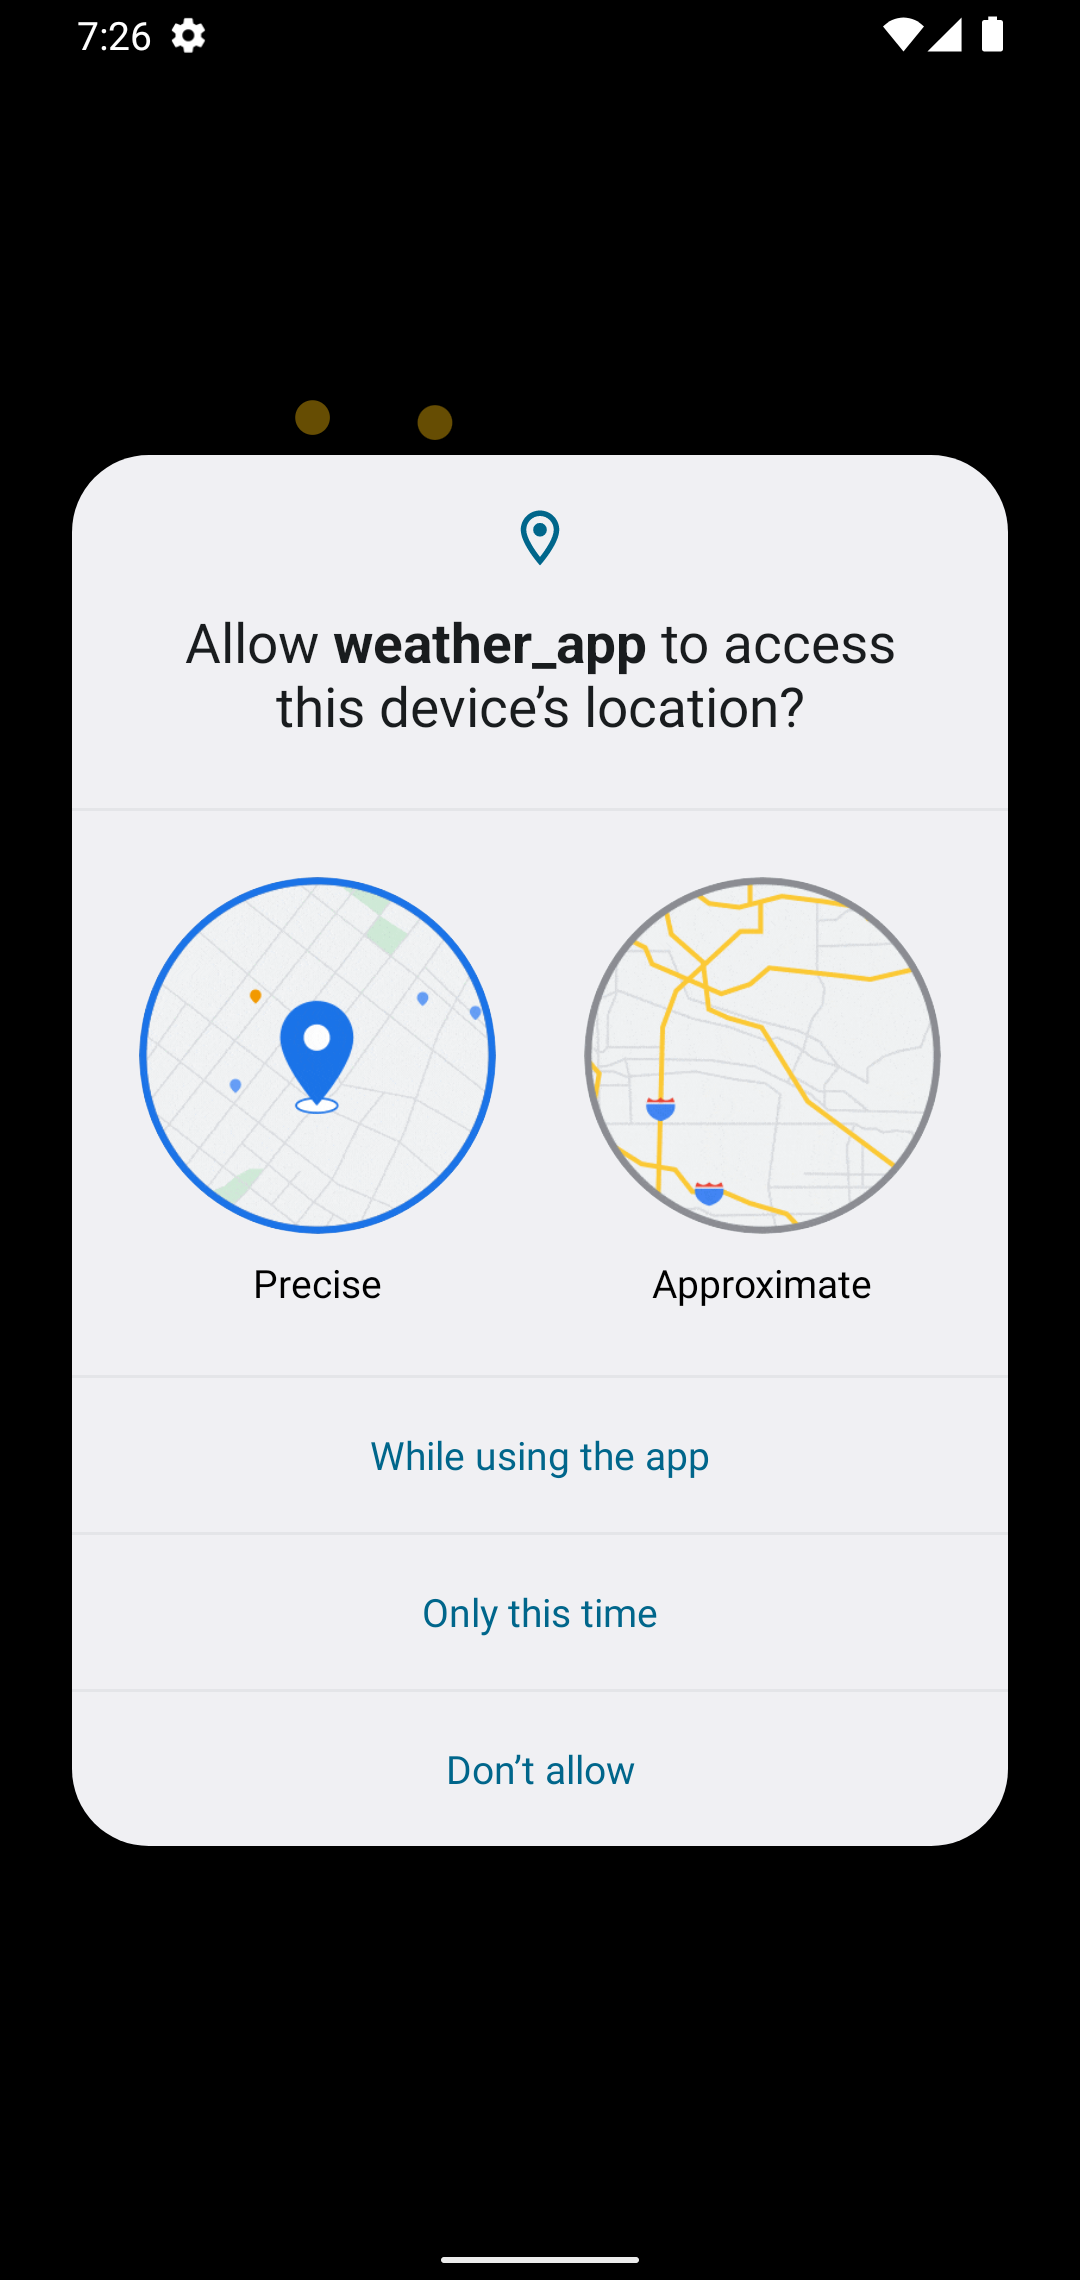 7:26
Allow weather_app to access
this device’s location?
Precise
Approximate
While using the app
Only this time
Don’t allow